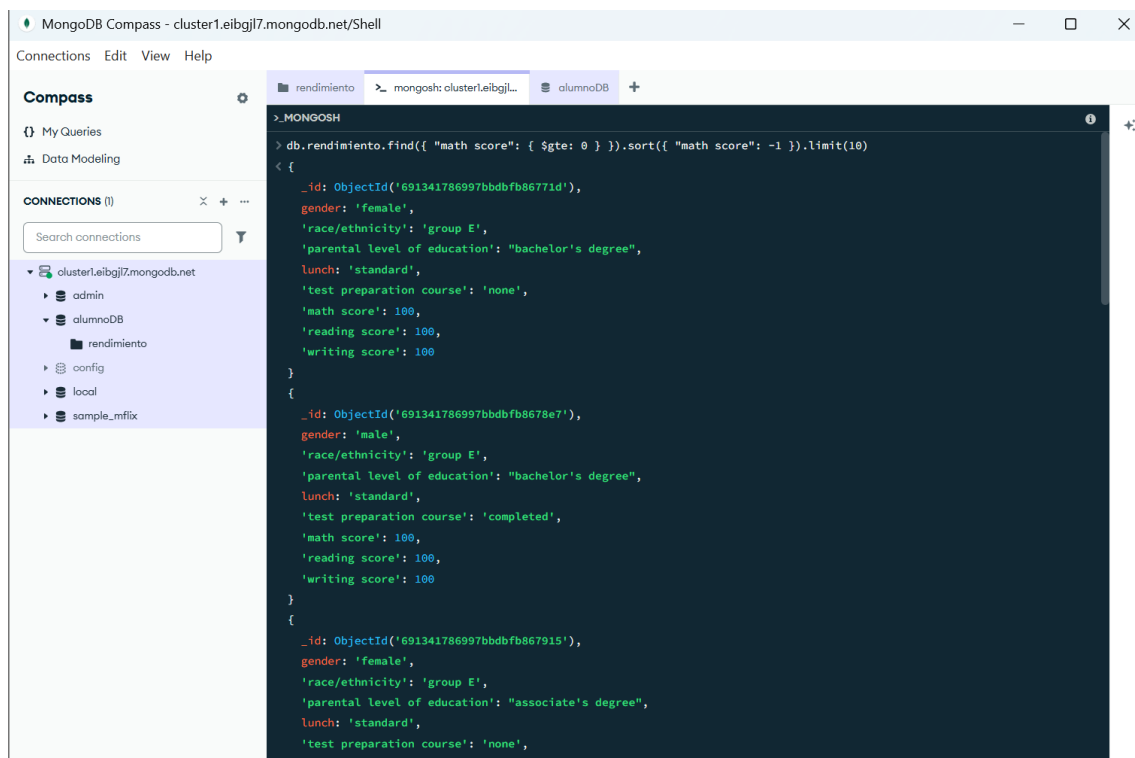 MongoDB Compass - cluster1.eibgjl7.mongodb.net/Shell
Connections Edit View Help
Compass
My Queries
Data Modeling
CONNECTIONS (1)
Search connections
cluster1.eibgjl7.mongodb.net
admin
alumnoDB
rendimiento
config
local
sample_mflix
rendimiento
>_ mongosh: cluster1.eibgjl...
alumnoDB
>_MONGOSH
> db.rendimiento.find({ "math score": { $gte: 0 } }).sort({ "math score": -1 }).limit(10)
< {
_id: ObjectId('691341786997bbdbfb86771d'),
gender: 'female',
'race/ethnicity': 'group E',
'parental level of education': "bachelor's degree",
lunch: 'standard',
'test preparation course': 'none',
'math score': 100,
'reading score': 100,
'writing score': 100
}
{
_id: ObjectId('691341786997bbdbfb8678e7'),
gender: 'male',
'race/ethnicity': 'group E',
'parental level of education': "bachelor's degree",
lunch: 'standard',
'test preparation course': 'completed',
'math score': 100,
'reading score': 100,
'writing score': 100
}
{
_id: ObjectId('691341786997bbdbfb867915'),
gender: 'female',
'race/ethnicity': 'group E',
'parental level of education': "associate's degree",
lunch: 'standard',
'test preparation course': 'none',